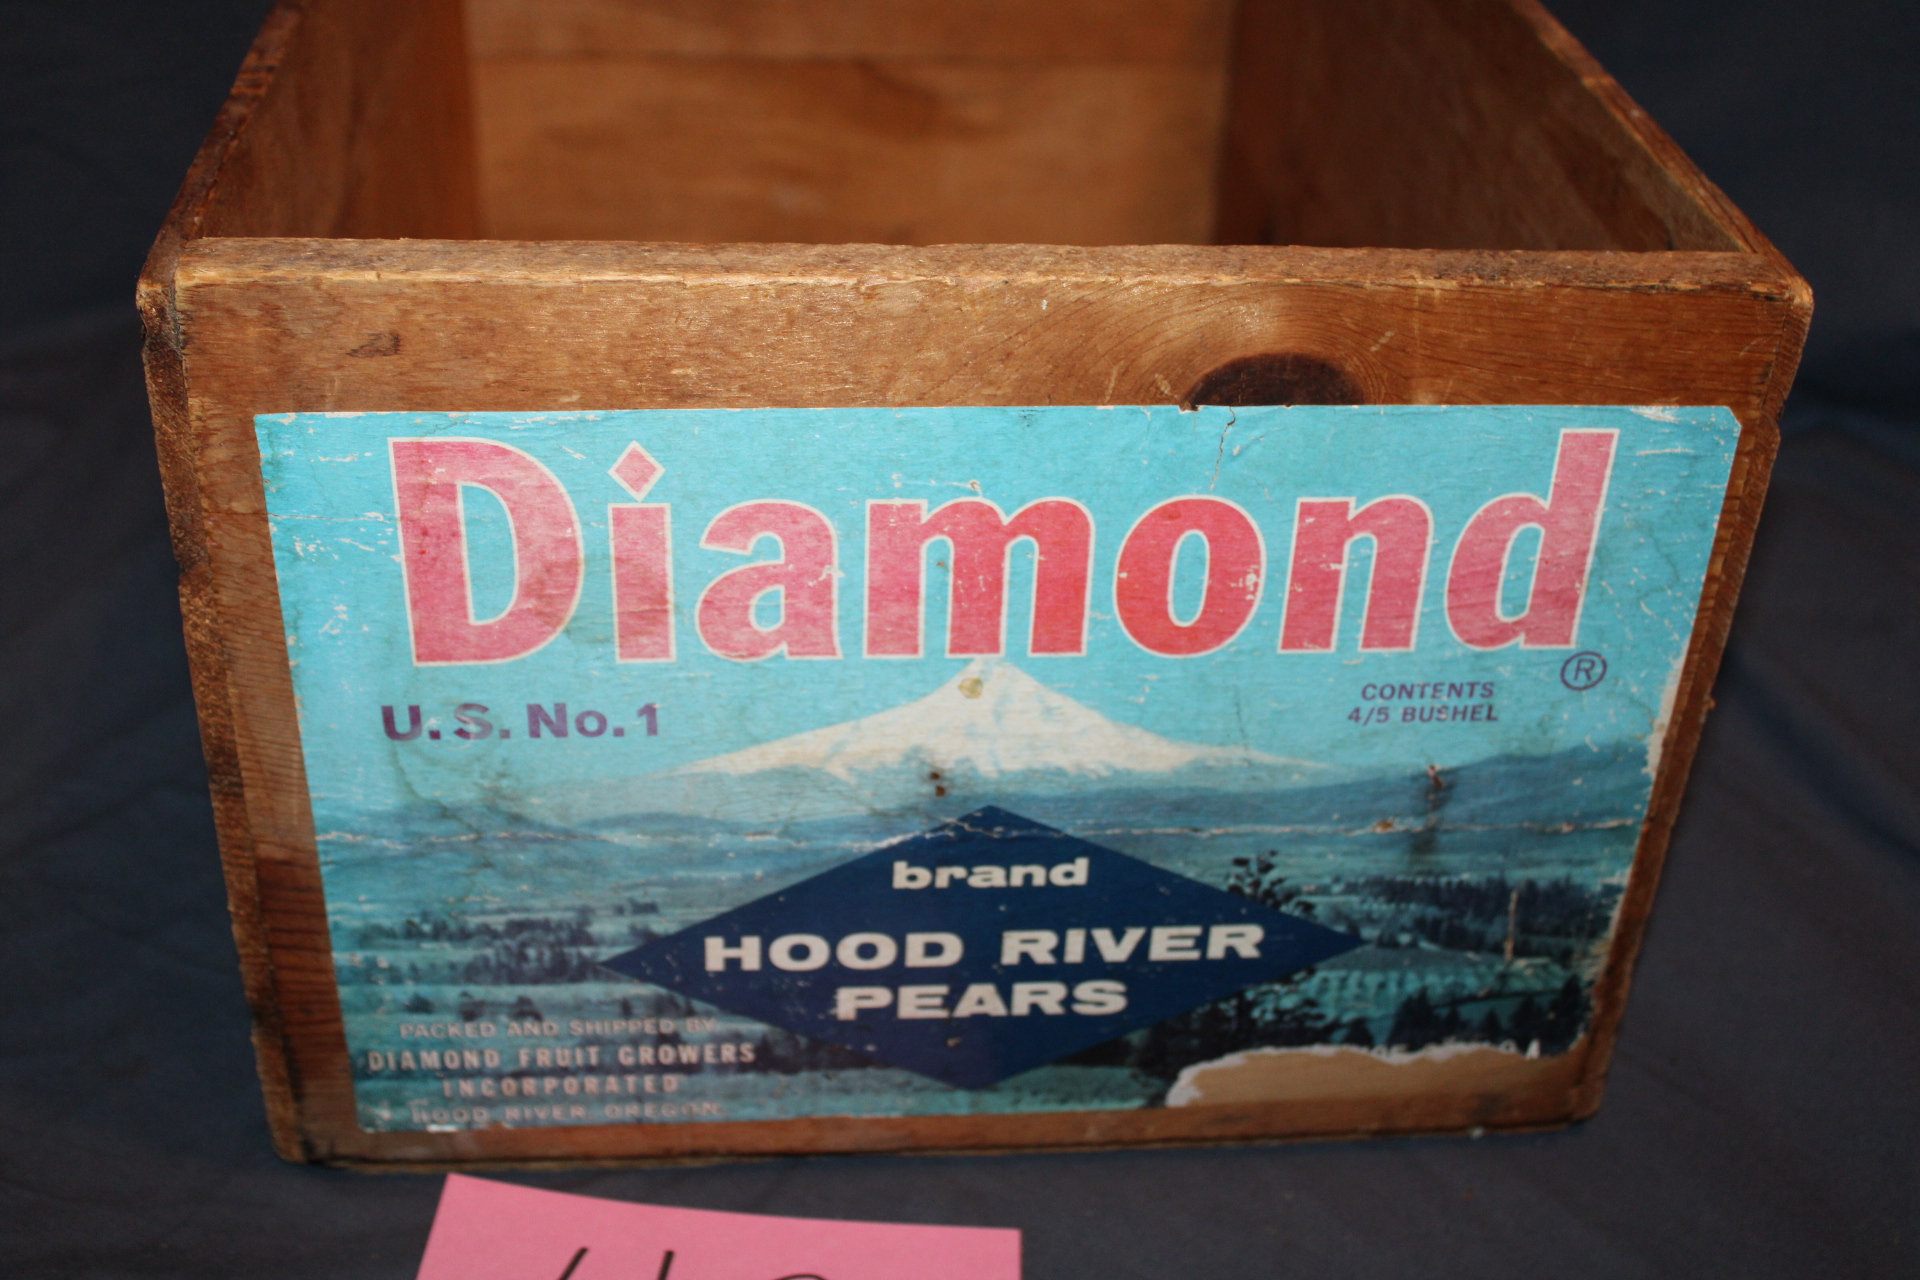 Diamond
®
U.S. No. 1
CONTENTS
4/5 BUSHEL
brand
HOOD RIVER
PEARS
PACKED AND SHIPPED BY
DIAMOND FRUIT GROWERS
INCORPORATED
HOOD RIVER, OREGON